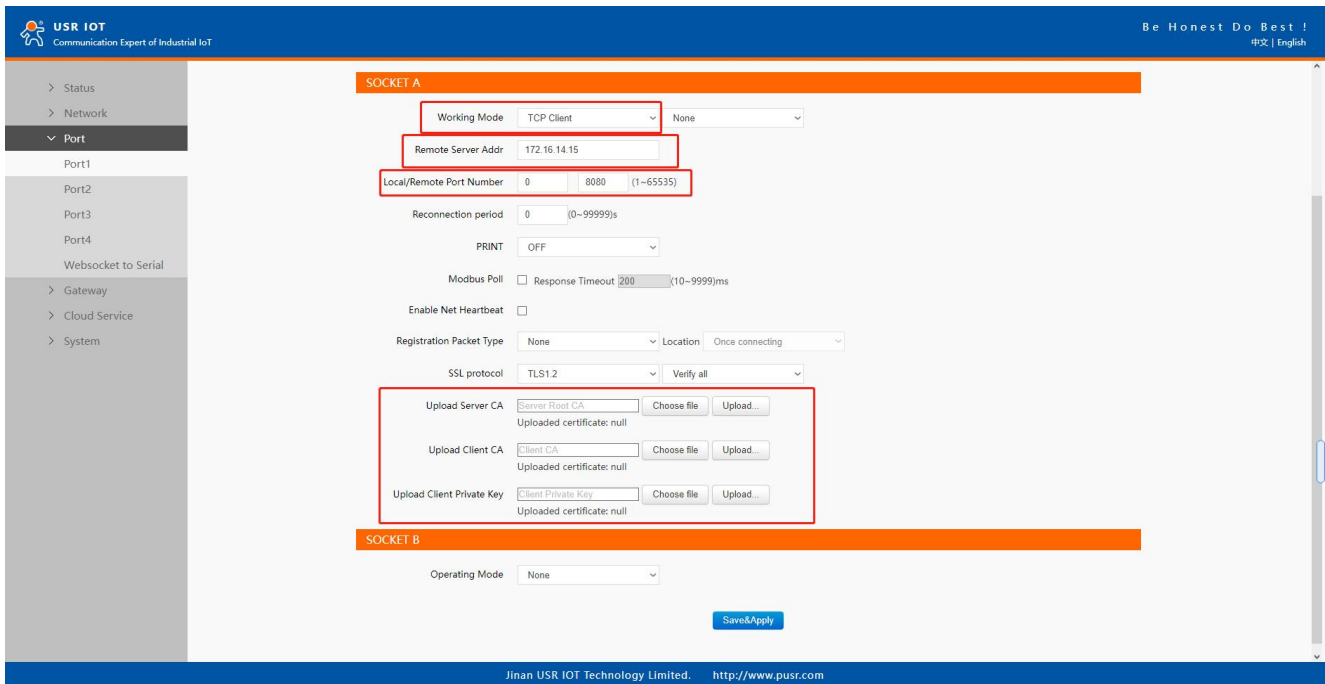 USR IOT
Communication Expert of Industrial IoT
Be Honest Do Best !
中文 | English
Status
Network
Port
Port1
Port2
Port3
Port4
Websocket to Serial
Gateway
Cloud Service
System
SOCKET A
Working Mode TCP Client None
Remote Server Addr 172.16.14.15
Local/Remote Port Number 0 8080 (1~65535)
Reconnection period 0 (0~99999)s
PRINT OFF
Modbus Poll Response Timeout 200 (10~9999)ms
Enable Net Heartbeat
Registration Packet Type None Location Once connecting
SSL protocol TLS1.2 Verify all
Upload Server CA Server Root CA Choose file Upload...
Uploaded certificate: null
Upload Client CA Client CA Choose file Upload...
Uploaded certificate: null
Upload Client Private Key Client Private Key Choose file Upload...
Uploaded certificate: null
SOCKET B
Operating Mode None
Save&Apply
Jinan USR IOT Technology Limited. http://www.pusr.com